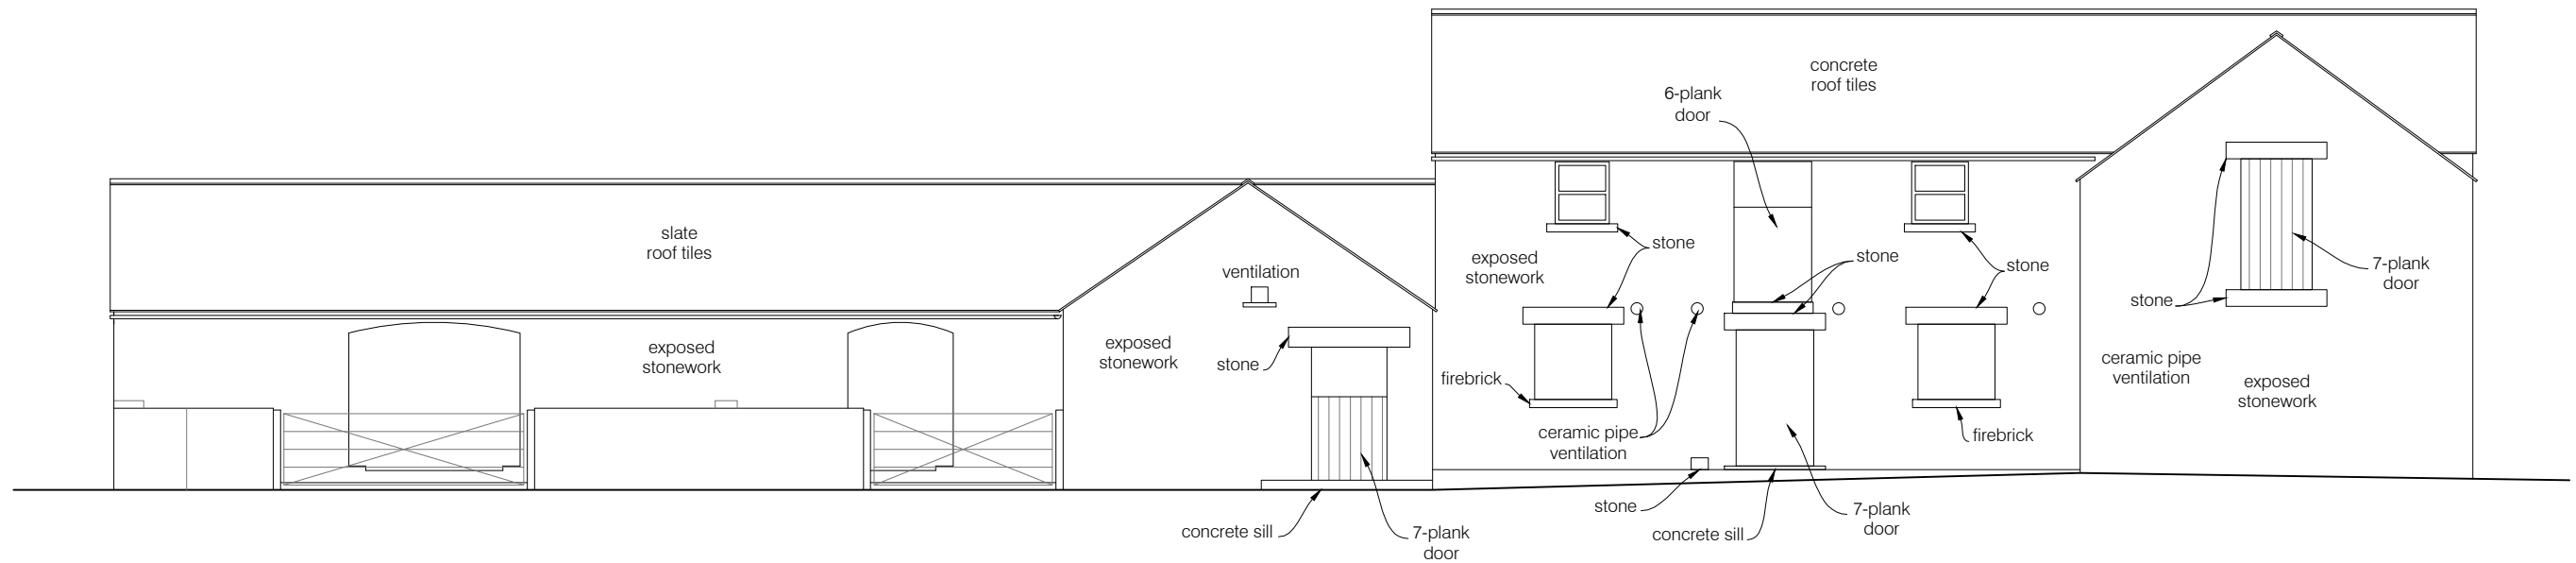 concrete
roof tiles
6-plank
door
slate
roof tiles
stone
stone
exposed
stonework
stone
7-plank
door
ventilation
stone
exposed
stonework
exposed
stonework
stone
ceramic pipe
ventilation
firebrick
exposed
stonework
ceramic pipe
ventilation
firebrick
stone
7-plank
door
concrete sill
7-plank
door
concrete sill